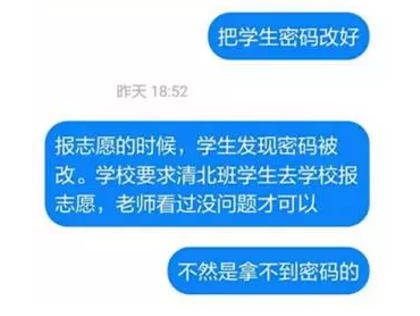 把学生密码改好
昨天 18:52
报志愿的时候，学生发现密码被
改。学校要求清北班学生去学校报
志愿，老师看过没问题才可以
不然是拿不到密码的